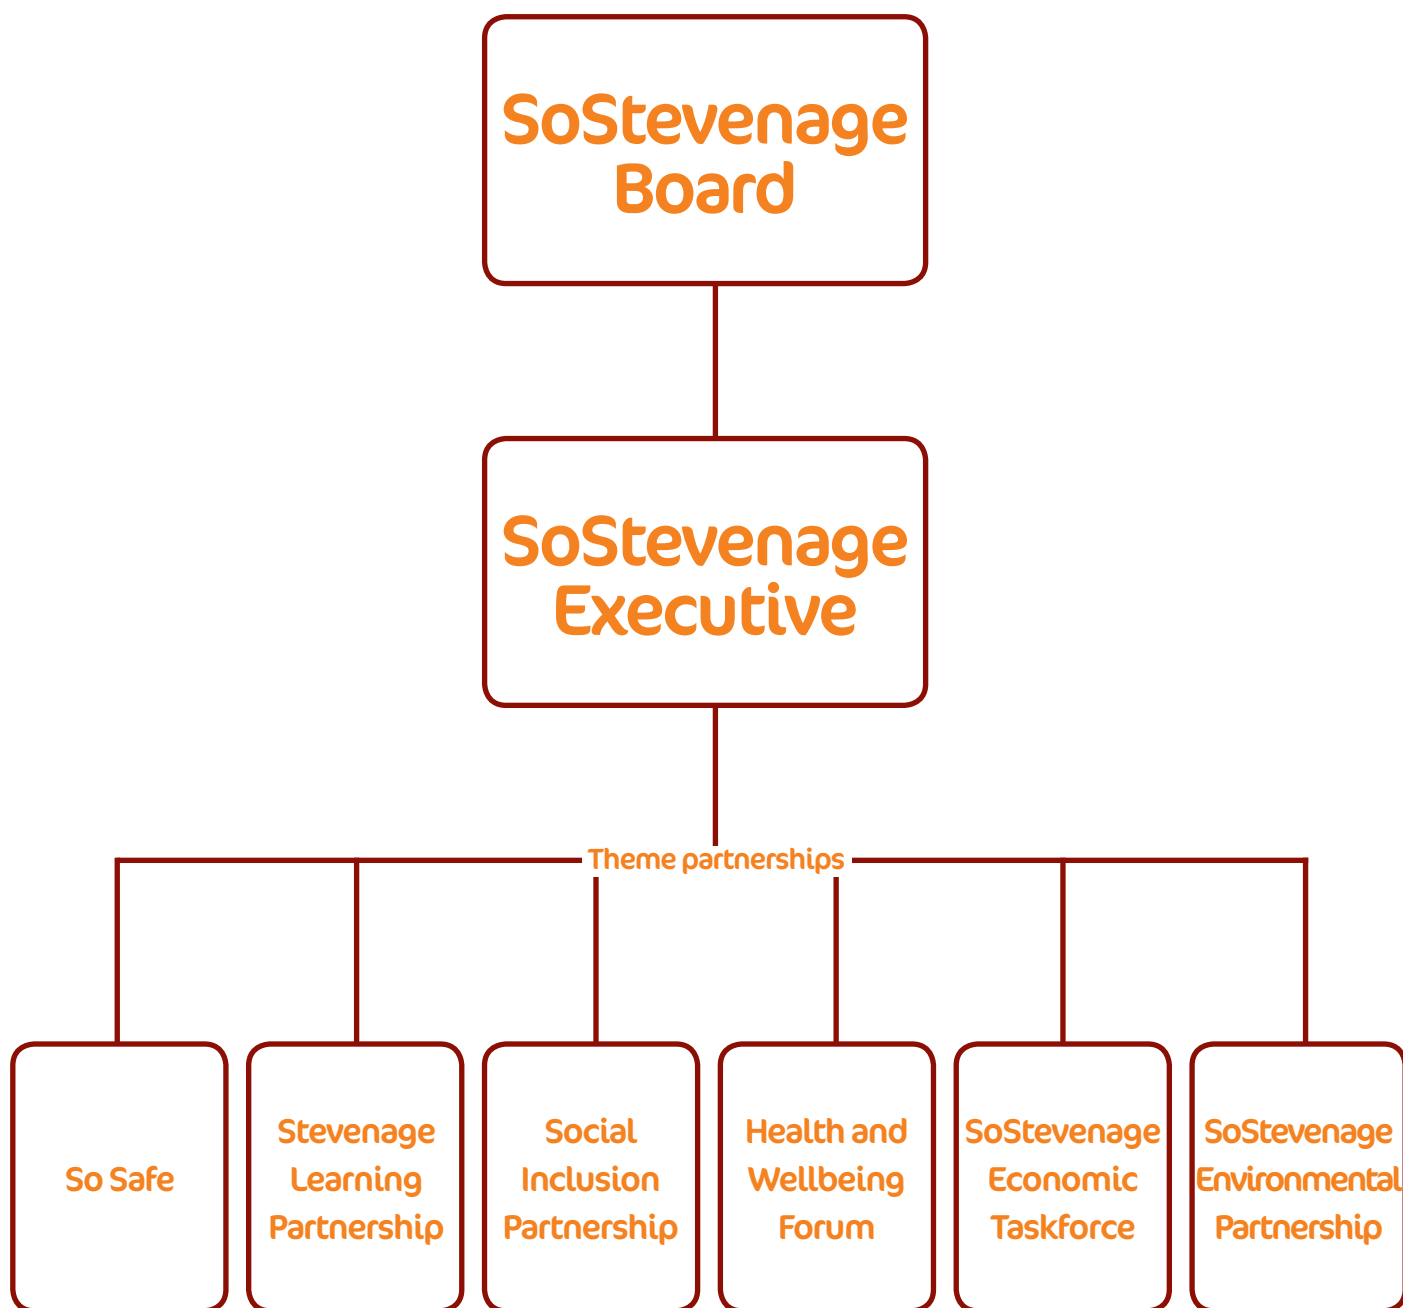 SoStevenage
Board
SoStevenage
Executive
Theme partnerships
So Safe
Stevenage
Learning
Partnership
Social
Inclusion
Partnership
Health and
Wellbeing
Forum
SoStevenage
Economic
Taskforce
SoStevenage
Environmental
Partnership